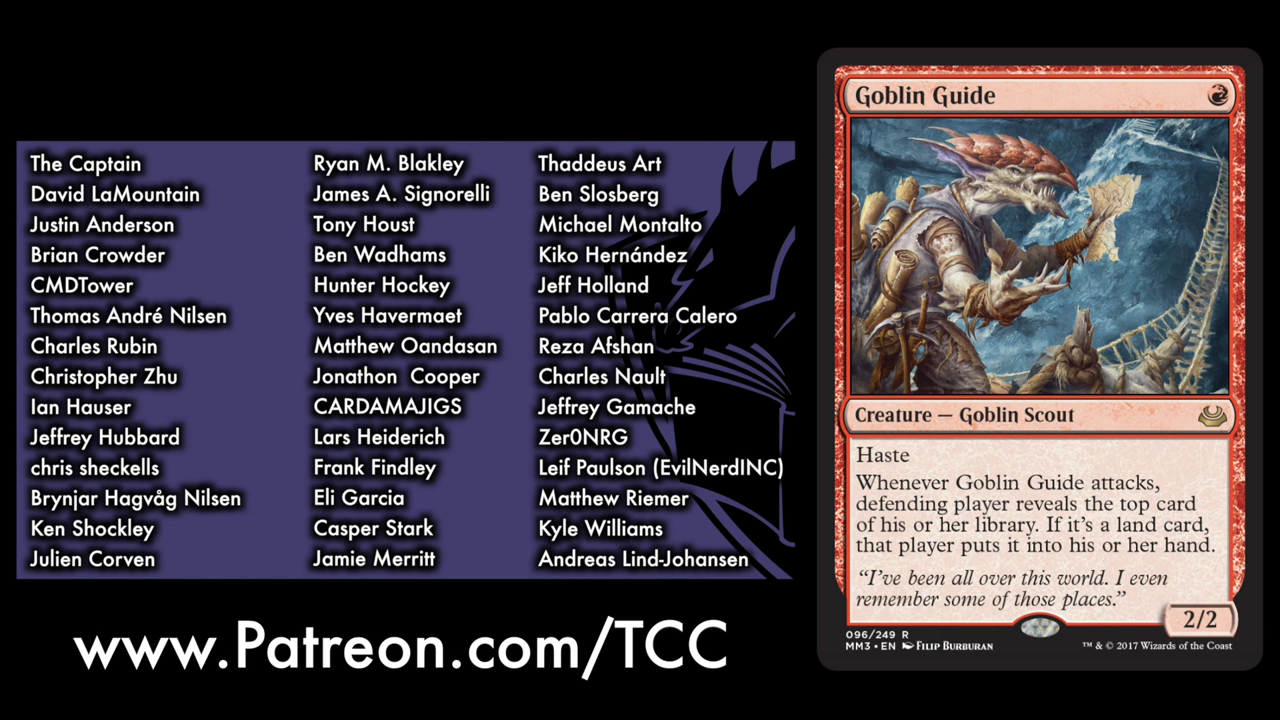 The Captain
David LaMountain
Justin Anderson
Brian Crowder
CMDTower
Thomas André Nilsen
Charles Rubin
Christopher Zhu
Ian Hauser
Jeffrey Hubbard
chris sheckells
Brynjar Hagvåg Nilsen
Ken Shockley
Julien Corven
Ryan M. Blakley
James A. Signorelli
Tony Houst
Ben Wadhams
Hunter Hockey
Yves Havermaet
Matthew Oandasan
Jonathon  Cooper
CARDAMAJIGS
Lars Heiderich
Frank Findley
Eli Garcia
Casper Stark
Jamie Merritt
Thaddeus Art
Ben Slosberg
Michael Montalto
Kiko Hernández
Jeff Holland
Pablo Carrera Calero
Reza Afshan
Charles Nault
Jeffrey Gamache
Zer0NRG
Leif Paulson (EvilNerdINC)
Matthew Riemer
Kyle Williams
Andreas Lind-Johansen
www.Patreon.com/TCC
Goblin Guide
Creature — Goblin Scout
Haste
Whenever Goblin Guide attacks,
defending player reveals the top card
of his or her library. If it's a land card,
that player puts it into his or her hand.
"I've been all over this world. I even
remember some of those places."
2/2
096/249 R
MM3 • EN Filip Burburan
™ & © 2017 Wizards of the Coast